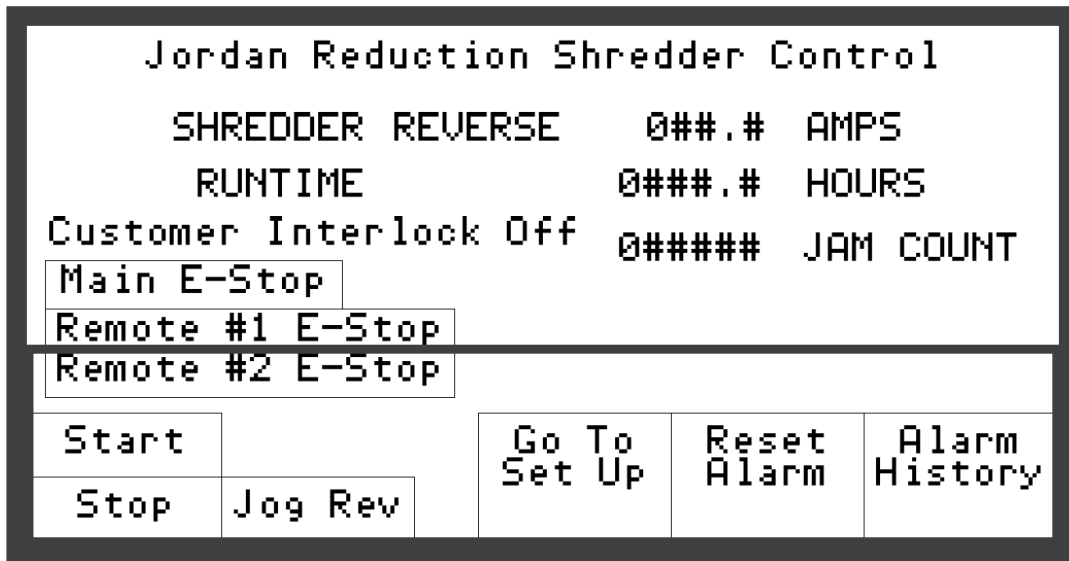 Jordan Reduction Shredder Control
SHREDDER REVERSE 0##.# AMPS
RUNTIME 0###.# HOURS
Customer Interlock Off 0##### JAM COUNT
Main E-Stop
Remote #1 E-Stop
Remote #2 E-Stop
Start
Go To
Set Up
Reset
Alarm
Alarm
History
Stop
Jog Rev